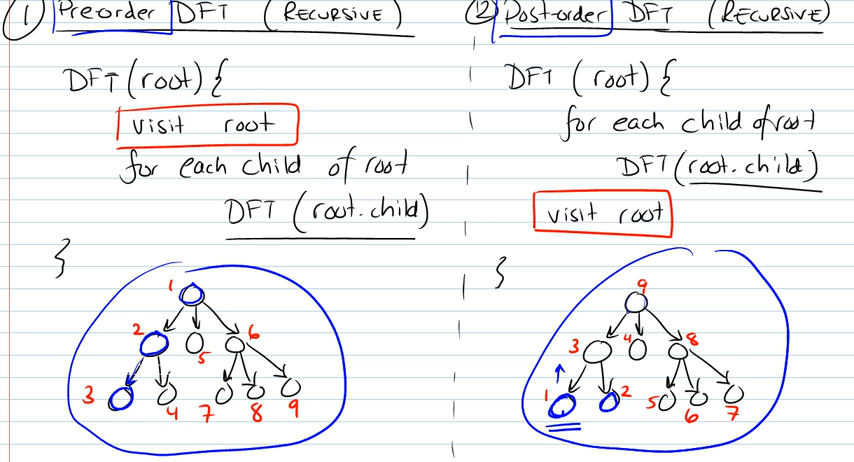 ① Pre-order DFT (RECURSIVE)
DFT (root) {
visit root
for each child of root
DFT (root.child)
}
1
2
5
6
3
4
7
8
9
② Post-order DFT (RECURSIVE)
DFT (root) {
for each child of root
DFT (root.child)
visit root
}
9
3
4
8
1
2
5
6
7